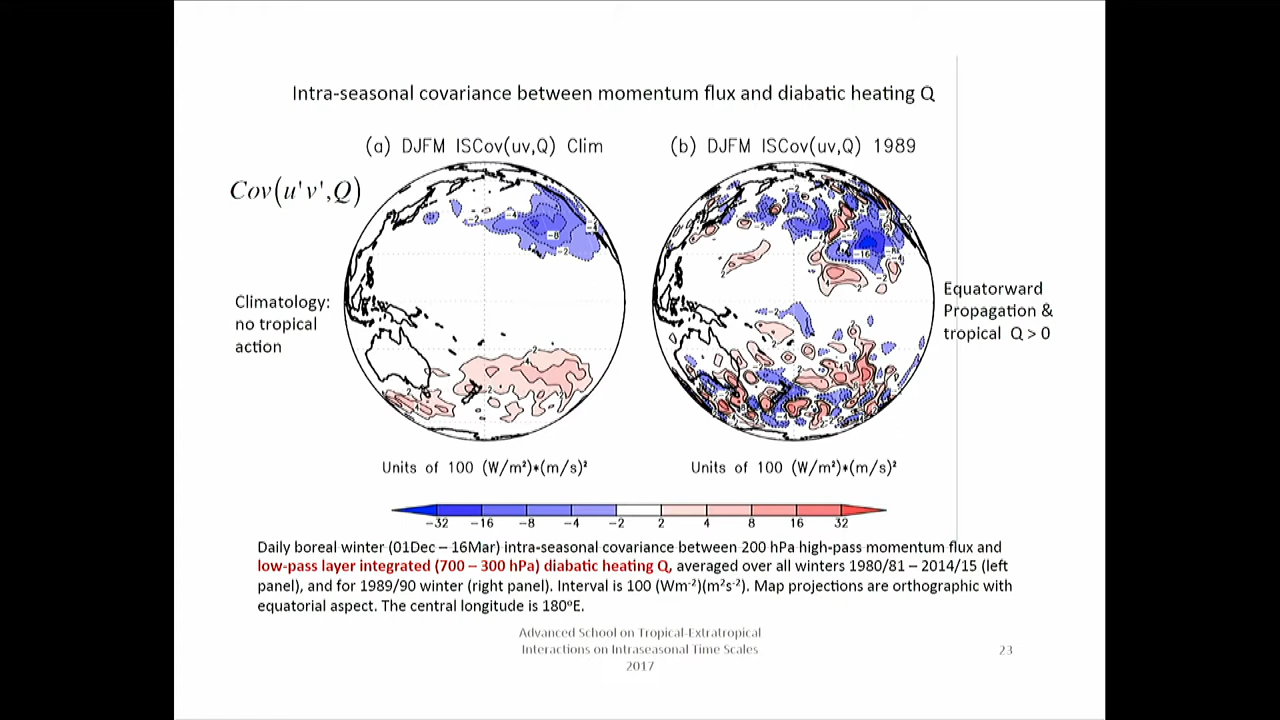 Intra-seasonal covariance between momentum flux and diabatic heating Q
(a) DJFM ISCov(uv,Q) Clim
(b) DJFM ISCov(uv,Q) 1989
Cov(u'v',Q)
Climatology:
no tropical
action
Equatorward
Propagation &
tropical Q > 0
Units of 100 (W/m²)*(m/s)²
Units of 100 (W/m²)*(m/s)²
-32 -16 -8 -4 -2 2 4 8 16 32
Daily boreal winter (01Dec – 16Mar) intra-seasonal covariance between 200 hPa high-pass momentum flux and
low-pass layer integrated (700 – 300 hPa) diabatic heating Q, averaged over all winters 1980/81 – 2014/15 (left
panel), and for 1989/90 winter (right panel). Interval is 100 (Wm⁻²)(m²s⁻²). Map projections are orthographic with
equatorial aspect. The central longitude is 180ºE.
Advanced School on Tropical-Extratropical
Interactions on Intraseasonal Time Scales
2017
23